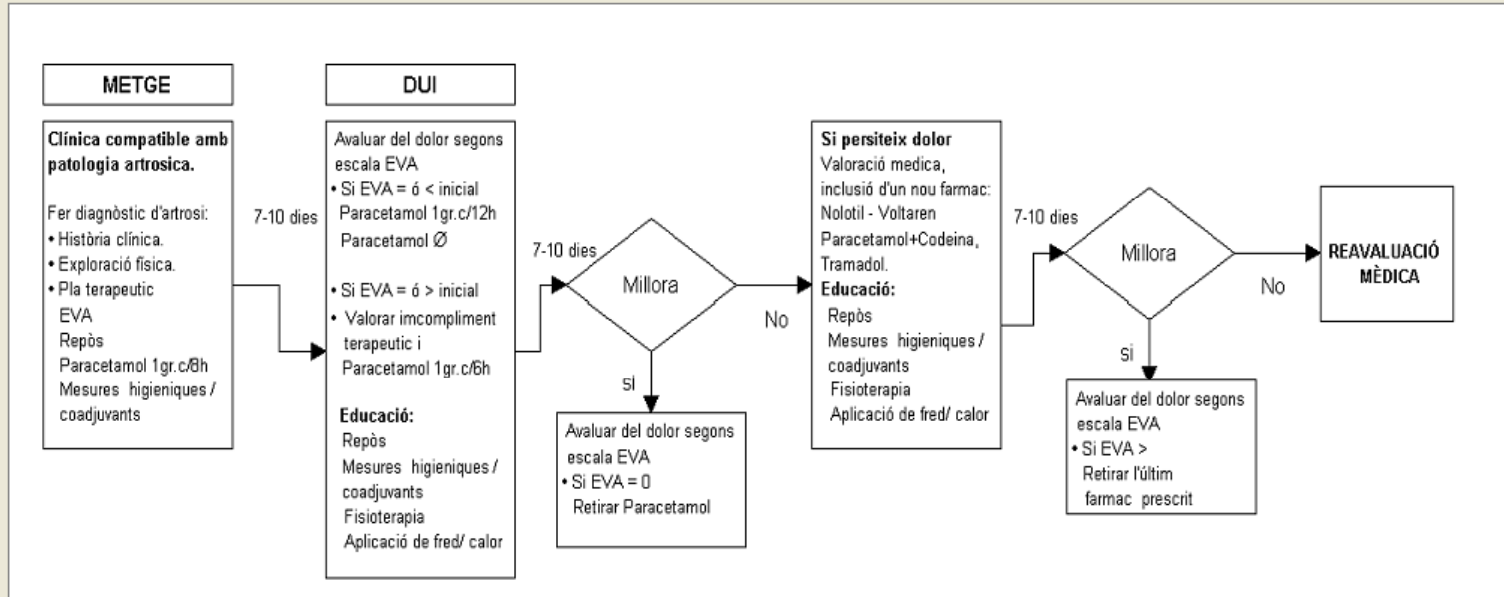 METGE
Clínica compatible amb
patologia artrosica.
Fer diagnòstic d'artrosi:
• Història clínica.
• Exploració física.
• Pla terapeutic
EVA
Repòs
Paracetamol 1gr.c/8h
Mesures higieniques /
coadjuvants
7-10 dies
DUI
Avaluar del dolor segons
escala EVA
• Si EVA = ó < inicial
Paracetamol 1gr.c/12h
Paracetamol Ø
• Si EVA = ó > inicial
• Valorar imcompliment
terapeutic i
Paracetamol 1gr.c/6h
Educació:
Repòs
Mesures higieniques /
coadjuvants
Fisioterapia
Aplicació de fred/ calor
7-10 dies
Millora
si
Avaluar del dolor segons
escala EVA
• Si EVA = 0
Retirar Paracetamol
No
Si persiteix dolor
Valoració medica,
inclusió d'un nou farmac:
Nolotil - Voltaren
Paracetamol+Codeina,
Tramadol.
Educació:
Repòs
Mesures higieniques /
coadjuvants
Fisioterapia
Aplicació de fred/ calor
7-10 dies
Millora
si
Avaluar del dolor segons
escala EVA
• Si EVA >
Retirar l'últim
farmac prescrit
No
REAVALUACIÓ
MÈDICA